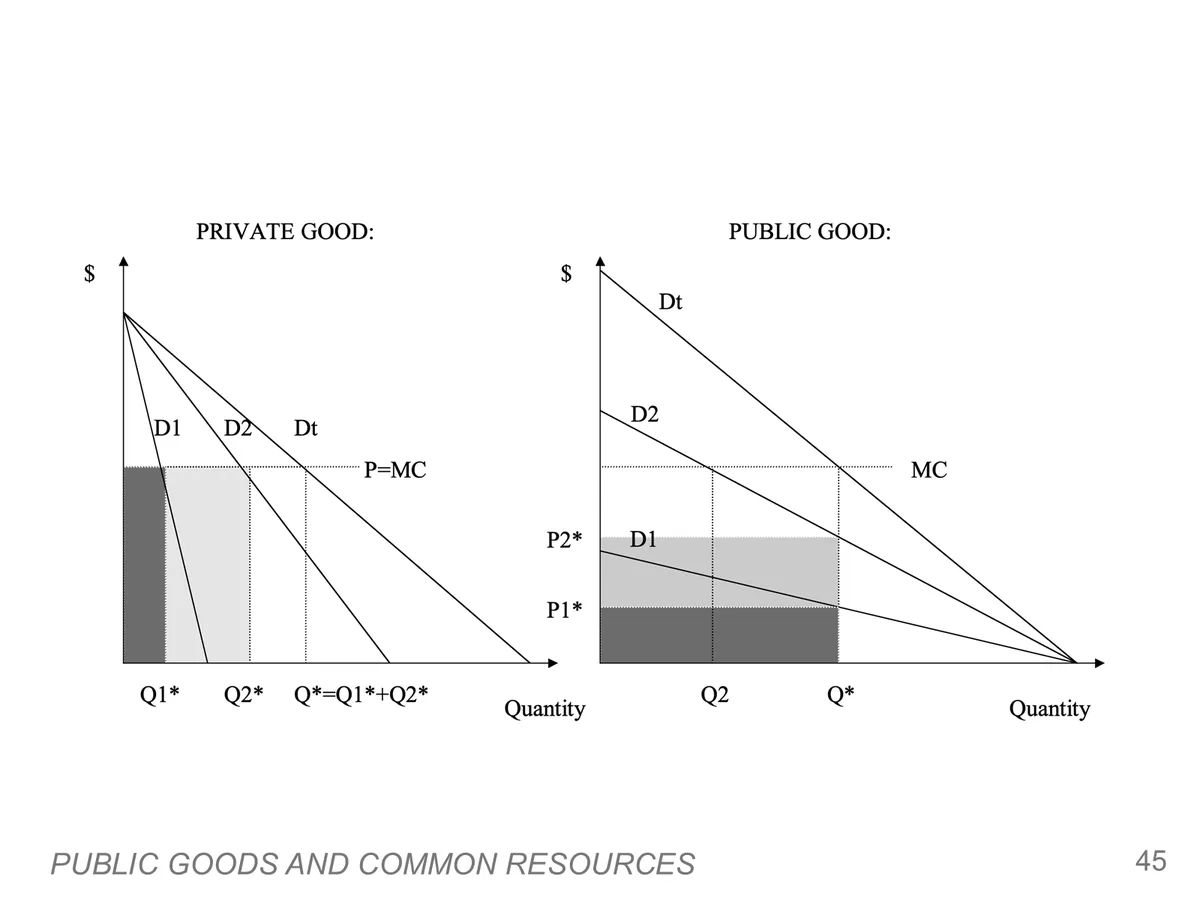 PRIVATE GOOD:
$
D1
D2
Dt
P=MC
Q1*
Q2*
Q*=Q1*+Q2*
Quantity
PUBLIC GOOD:
$
Dt
D2
MC
P2*
D1
P1*
Q2
Q*
Quantity
PUBLIC GOODS AND COMMON RESOURCES
45